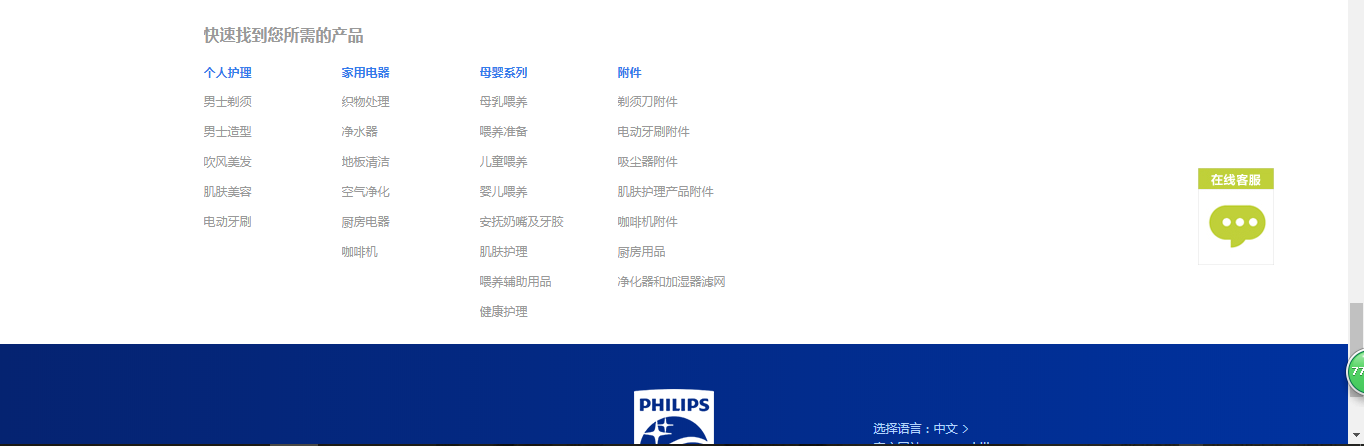 快速找到您所需的产品
个人护理
男士剃须
男士造型
吹风美发
肌肤美容
电动牙刷
家用电器
织物处理
净水器
地板清洁
空气净化
厨房电器
咖啡机
母婴系列
母乳喂养
喂养准备
儿童喂养
婴儿喂养
安抚奶嘴及牙胶
肌肤护理
喂养辅助用品
健康护理
附件
剃须刀附件
电动牙刷附件
吸尘器附件
肌肤护理产品附件
咖啡机附件
厨房用品
净化器和加湿器滤网
在线客服
77
PHILIPS
选择语言：中文 >